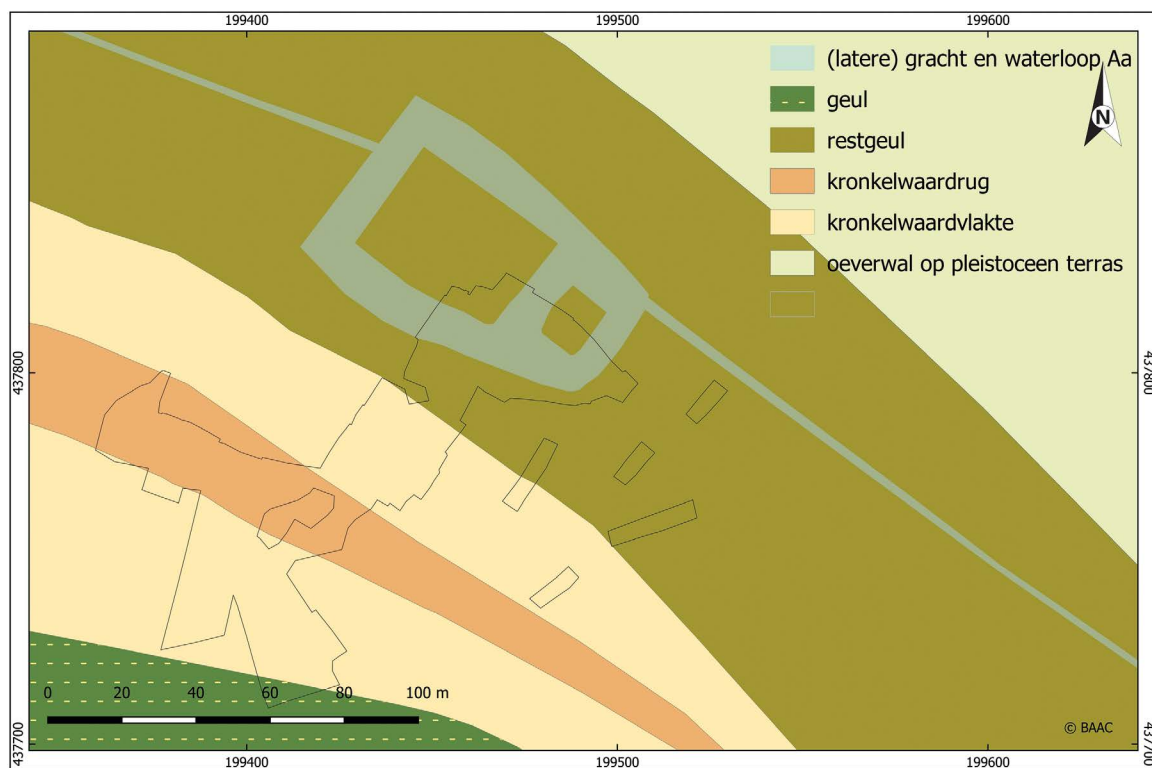 199400 199500 199600
(latere) gracht en waterloop Aa
geul
N
restgeul
kronkelwaardrug
kronkelwaardvlakte
oeverwal op pleistoceen terras
437800 437800
0 20 40 60 80 100 m
© BAAC
437700 437700
199400 199500 199600